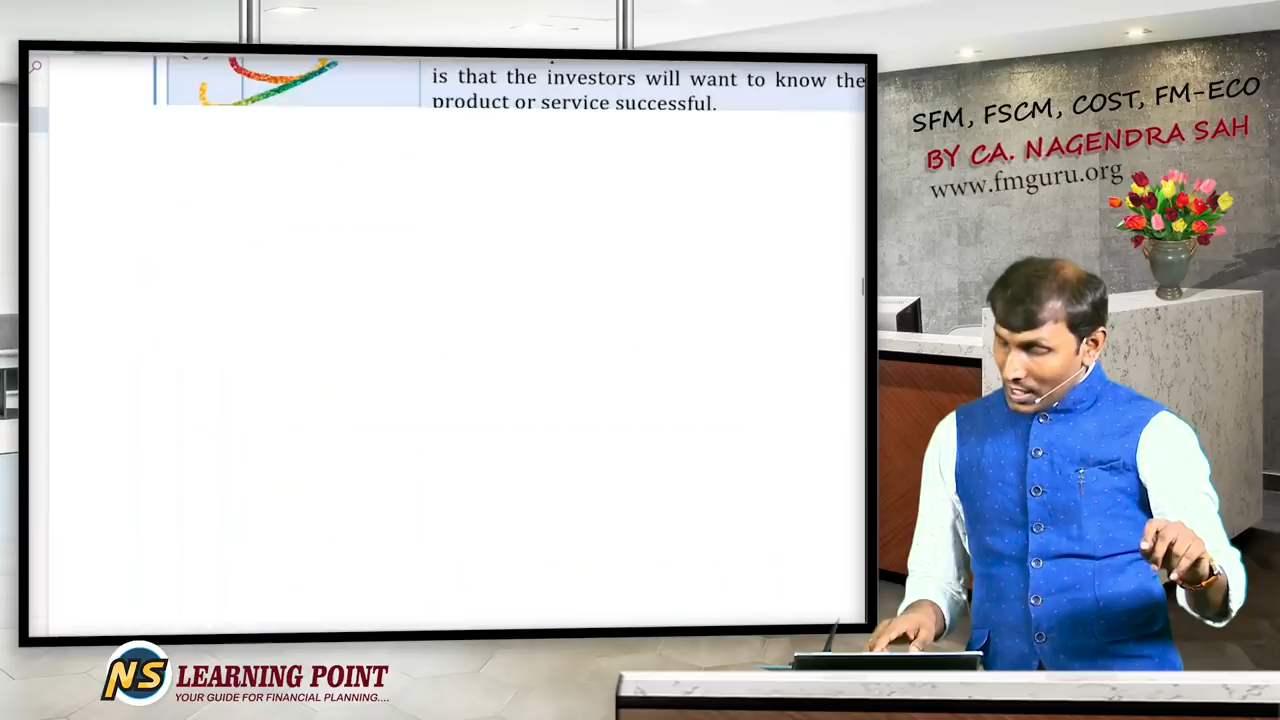 is that the investors will want to know the
product or service successful.
SFM, FSCM, COST, FM-ECO
BY CA. NAGENDRA SAH
www.fmguru.org
NS LEARNING POINT
YOUR GUIDE FOR FINANCIAL PLANNING....